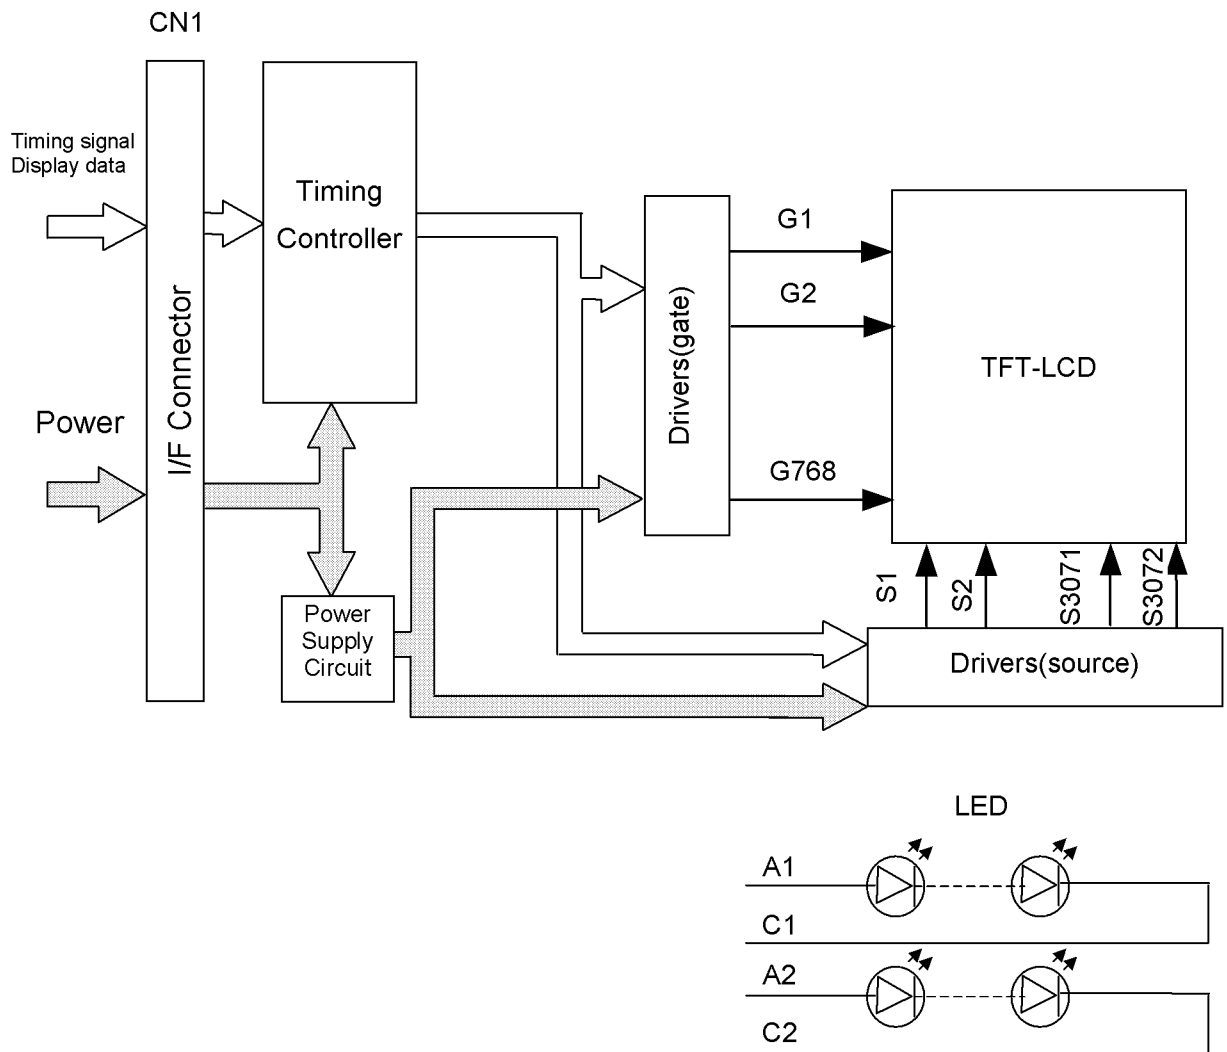 CN1
Timing signal
Display data
Power
I/F Connector
Timing
Controller
Power
Supply
Circuit
Drivers(gate)
G1
G2
G768
TFT-LCD
S1
S2
S3071
S3072
Drivers(source)
LED
A1
C1
A2
C2